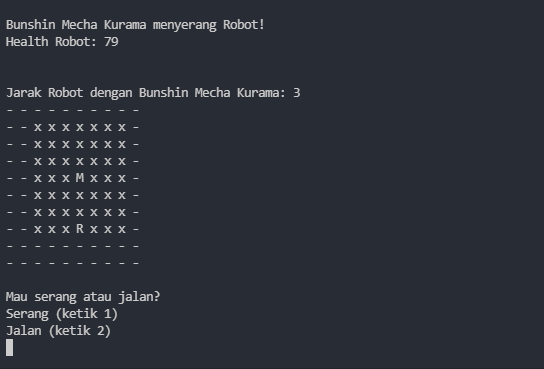 Bunshin Mecha Kurama menyerang Robot!
Health Robot: 79
Jarak Robot dengan Bunshin Mecha Kurama: 3
- - - - - - - - - -
- - x x x x x x x -
- - x x x x x x x -
- - x x x x x x x -
- - x x x M x x x -
- - x x x x x x x -
- - x x x x x x x -
- - x x x R x x x -
- - - - - - - - - -
- - - - - - - - - -
Mau serang atau jalan?
Serang (ketik 1)
Jalan (ketik 2)